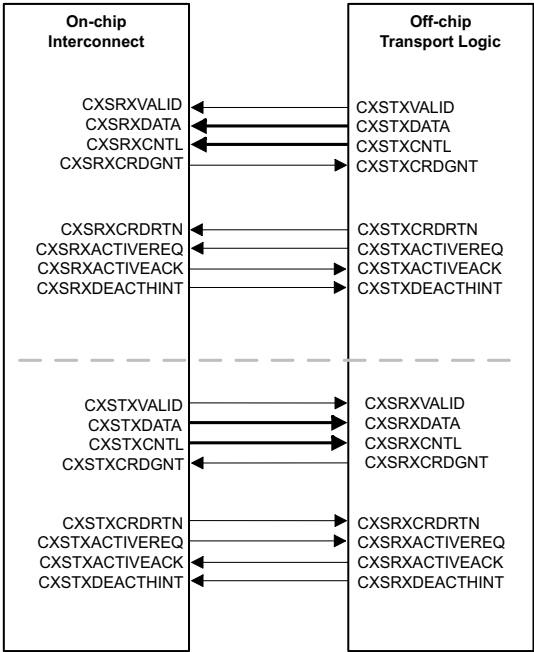 On-chip
Interconnect
Off-chip
Transport Logic
CXSRXVALID CXSTXVALID
CXSRXDATA CXSTXDATA
CXSRXCNTL CXSTXCNTL
CXSRXCRDGNT CXSTXCRDGNT
CXSRXCRDRTN CXSTXCRDRTN
CXSRXACTIVEREQ CXSTXACTIVEREQ
CXSRXACTIVEACK CXSTXACTIVEACK
CXSRXDEACTHINT CXSTXDEACTHINT
CXSTXVALID CXSRXVALID
CXSTXDATA CXSRXDATA
CXSTXCNTL CXSRXCNTL
CXSTXCRDGNT CXSRXCRDGNT
CXSTXCRDRTN CXSRXCRDRTN
CXSTXACTIVEREQ CXSRXACTIVEREQ
CXSTXACTIVEACK CXSRXACTIVEACK
CXSTXDEACTHINT CXSRXDEACTHINT